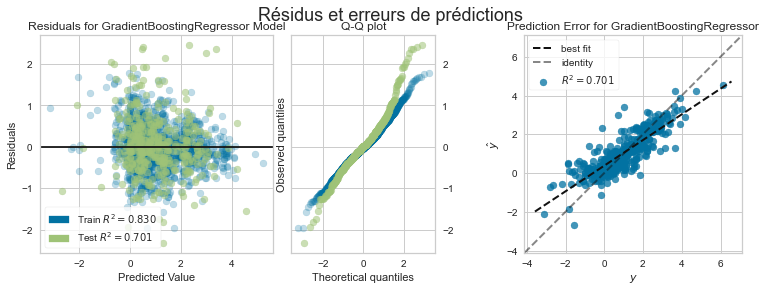 Résidus et erreurs de prédictions
Residuals for GradientBoostingRegressor Model
Q-Q plot
Prediction Error for GradientBoostingRegressor
2
1
0
−1
−2
Residuals
Train R² = 0.830
Test R² = 0.701
−2
0
2
4
Predicted Value
Observed quantiles
2
1
0
−1
−2
−2
0
2
Theoretical quantiles
best fit
identity
R² = 0.701
6
4
2
0
−2
−4
ŷ
−4
−2
0
2
4
6
y